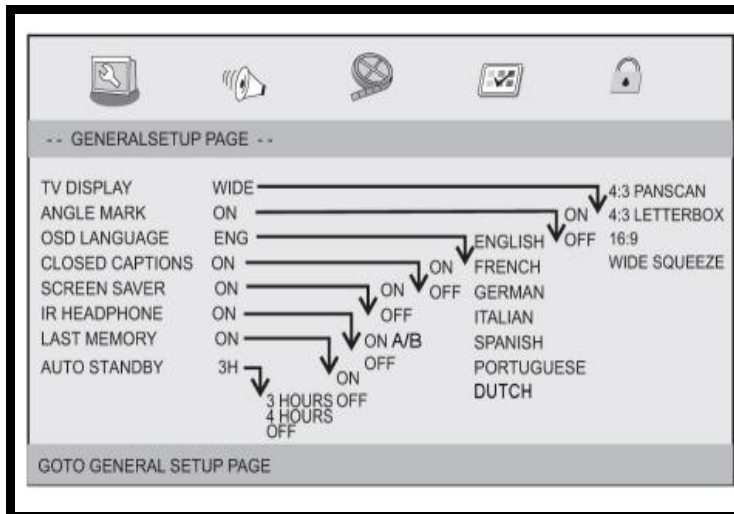 -- GENERALSETUP PAGE --
TV DISPLAY WIDE 4:3 PANSCAN
ANGLE MARK ON ON 4:3 LETTERBOX
OSD LANGUAGE ENG ENGLISH OFF 16:9
CLOSED CAPTIONS ON ON FRENCH WIDE SQUEEZE
SCREEN SAVER ON ON OFF GERMAN
IR HEADPHONE ON OFF ITALIAN
LAST MEMORY ON ON A/B SPANISH
AUTO STANDBY 3H OFF PORTUGUESE
ON DUTCH
3 HOURS OFF
4 HOURS
OFF
GOTO GENERAL SETUP PAGE